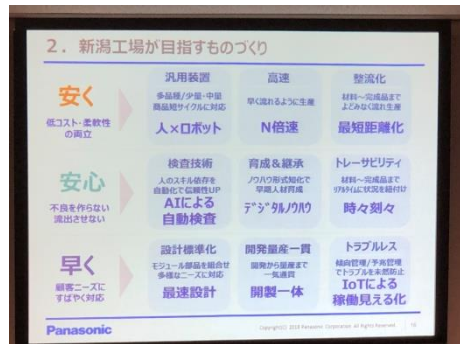 2．新潟工場が目指すものづくり
安く
低コスト・柔軟性
の両立
汎用装置
多品種/少量・中量
商品短サイクルに対応
人×ロボット
高速
早く流れるように生産
N倍速
整流化
材料～完成品まで
よどみなく流れ生産
最短距離化
安心
不良を作らない
流出させない
検査技術
人のスキル依存を
自動化で信頼性UP
AIによる
自動検査
育成&継承
ノウハウ形式知化で
早期人材育成
デジタルノウハウ
トレーサビリティ
材料～完成品まで
リアルタイムに状況を紐付け
時々刻々
早く
顧客ニーズに
すばやく対応
設計標準化
モジュール部品を組合せ
多様なニーズに対応
最速設計
開発量産一貫
開発から量産まで
一気通貫
開製一体
トラブルレス
傾向管理/予兆管理
でトラブルを未然防止
IoTによる
稼働見える化
Panasonic
Copyright(C) 2018 Panasonic Corporation All Rights Reserved